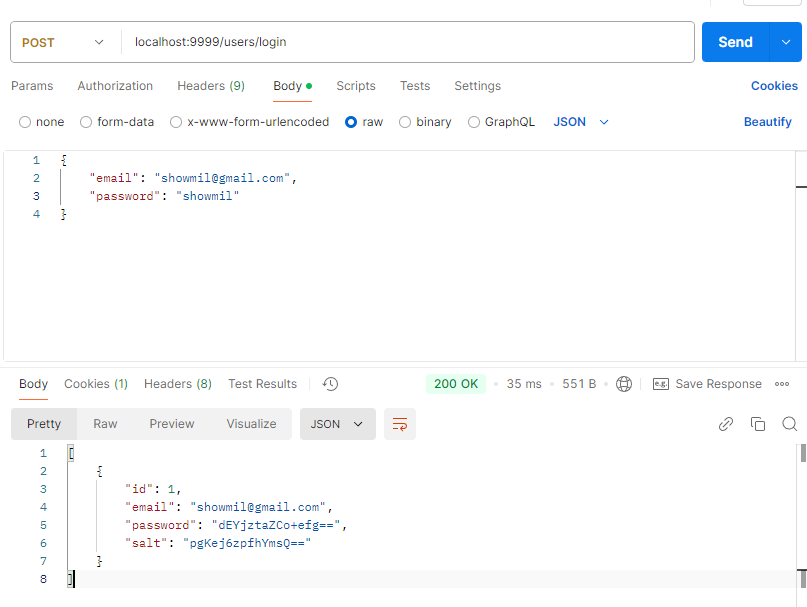 POST localhost:9999/users/login Send
Params Authorization Headers (9) Body Scripts Tests Settings Cookies
none form-data x-www-form-urlencoded raw binary GraphQL JSON Beautify
1 {
2 "email": "showmil@gmail.com",
3 "password": "showmil"
4 }
Body Cookies (1) Headers (8) Test Results 200 OK 35 ms 551 B e.g. Save Response
Pretty Raw Preview Visualize JSON
1 [
2 {
3 "id": 1,
4 "email": "showmil@gmail.com",
5 "password": "dEYjztaZCo+efg==",
6 "salt": "pgKej6zpfhYmsQ=="
7 }
8 ]